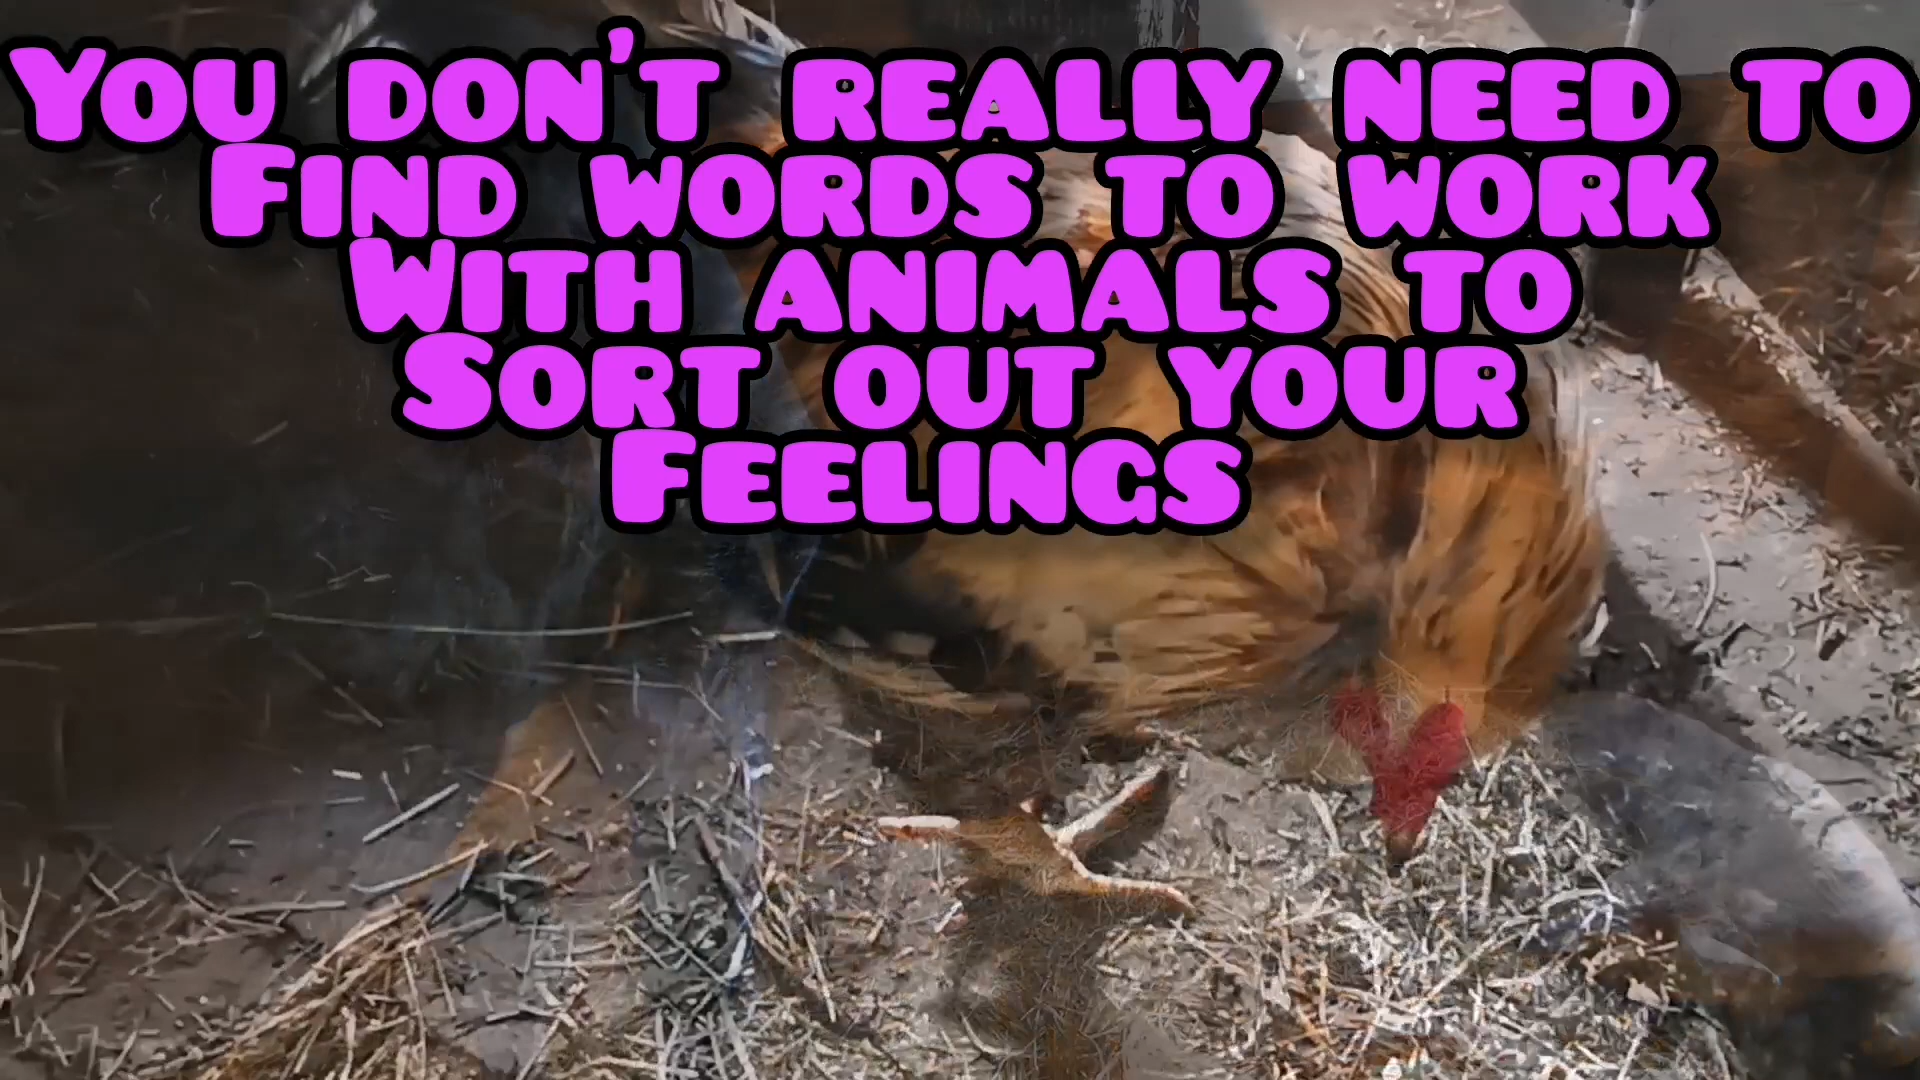 You don't really need to
Find words to work
With animals to
Sort out your
Feelings